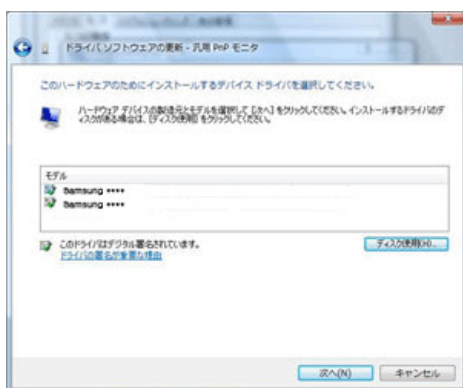 ドライバ ソフトウェアの更新 - 汎用 PnP モニタ
このハードウェアのためにインストールするデバイス ドライバを選択してください。
ハードウェア デバイスの製造元とモデルを選択して [次へ] をクリックしてください。インストールするドライバのデ
ィスクがある場合は、[ディスク使用] をクリックしてください。
モデル
Samsung ****
Samsung ****
このドライバはデジタル署名されています。
ディスク使用(H)...
ドライバの署名が重要な理由
次へ(N)
キャンセル